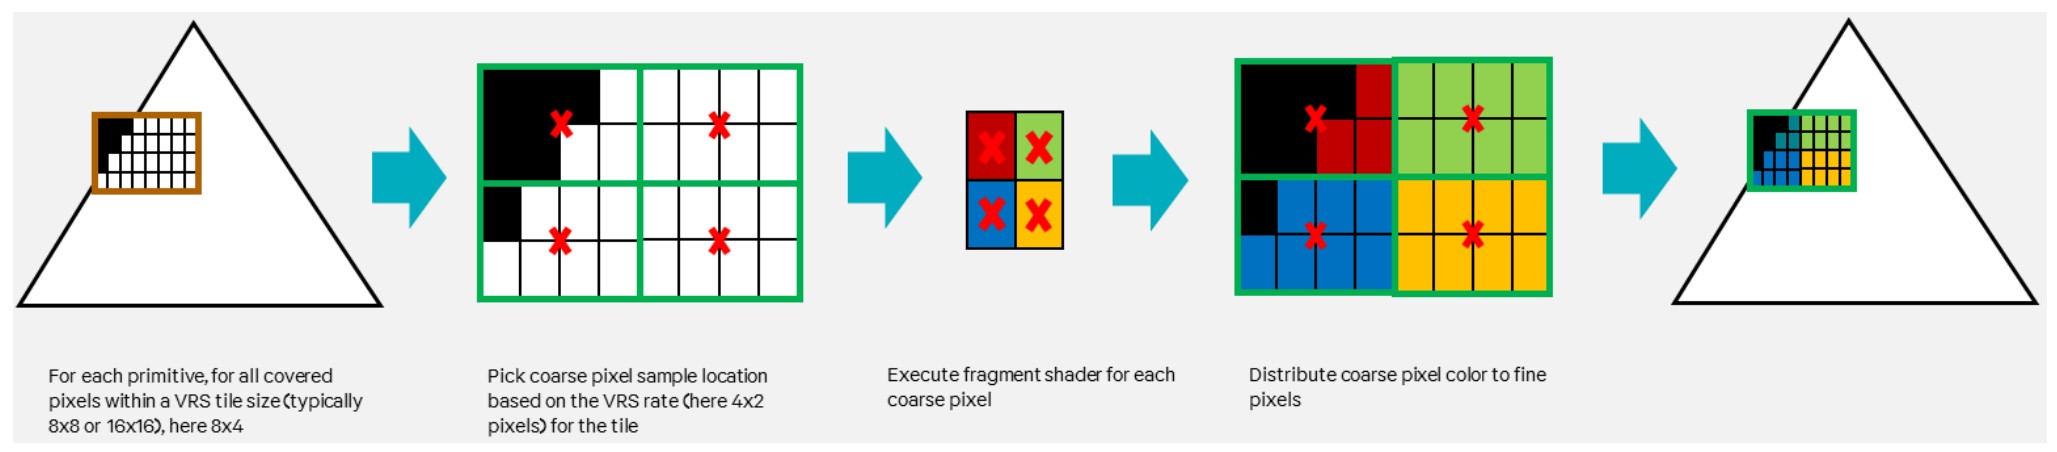 For each primitive, for all covered
pixels within a VRS tile size (typically
8x8 or 16x16), here 8x4
Pick coarse pixel sample location
based on the VRS rate (here 4x2
pixels) for the tile
Execute fragment shader for each
coarse pixel
Distribute coarse pixel color to fine
pixels